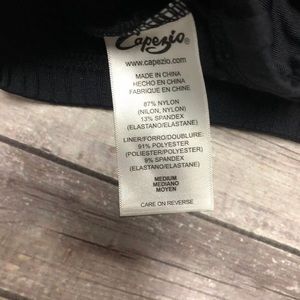 Capezio®
www.capezio.com
MADE IN CHINA
HECHO EN CHINA
FABRIQUE EN CHINE
87% NYLON
(NILON, NYLON)
13% SPANDEX
(ELASTANO/ELASTANE)
LINER/FORRO/DOUBLURE:
91% POLYESTER
(POLIESTER/POLYESTER)
9% SPANDEX
(ELASTANO/ELASTANE)
MEDIUM
MEDIANO
MOYEN
CARE ON REVERSE